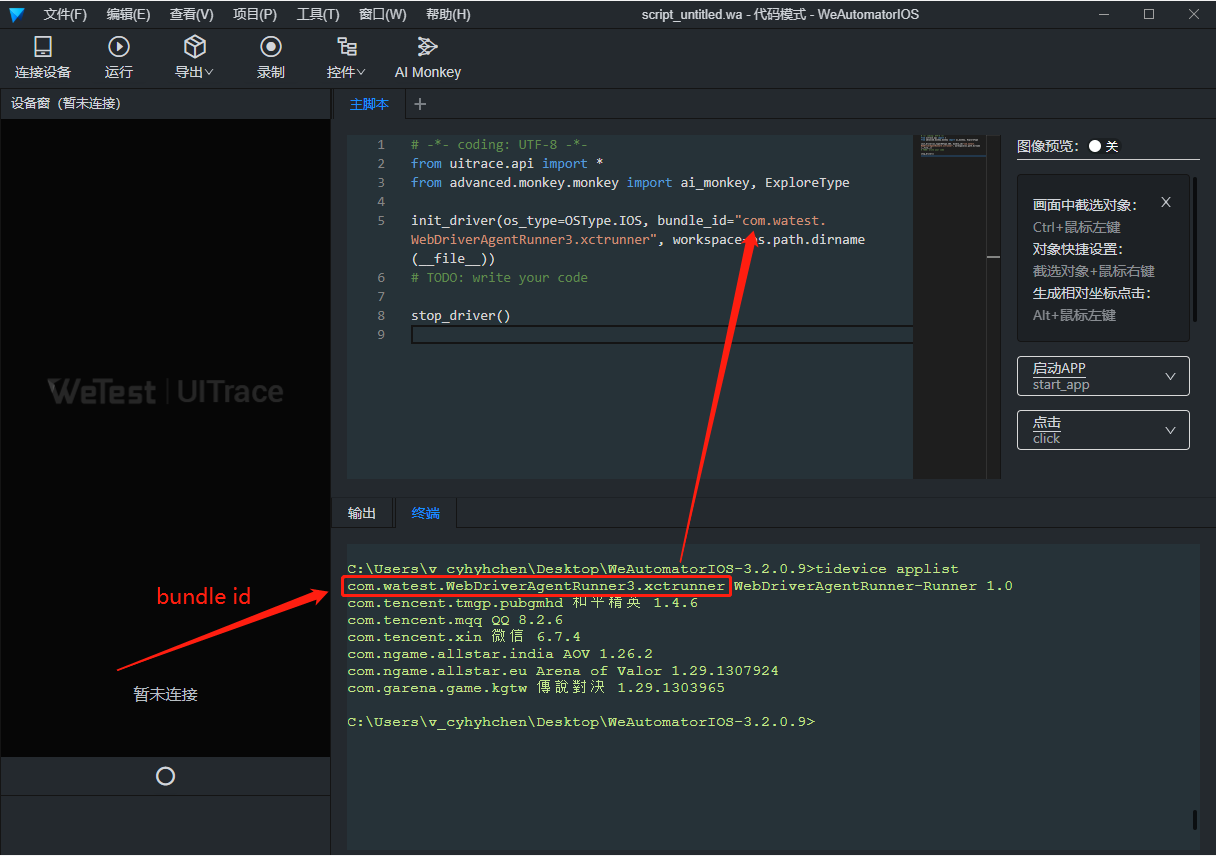 文件(F) 编辑(E) 查看(V) 项目(P) 工具(T) 窗口(W) 帮助(H) script_untitled.wa - 代码模式 - WeAutomatorIOS
连接设备 运行 导出 录制 控件 AI Monkey
设备窗 (暂未连接)
主脚本
1 # -*- coding: UTF-8 -*-
2 from uitrace.api import *
3 from advanced.monkey.monkey import ai_monkey, ExploreType
4
5 init_driver(os_type=OSType.IOS, bundle_id="com.watest.
WebDriverAgentRunner3.xctrunner", workspace=os.path.dirname
(__file__))
6 # TODO: write your code
7
8 stop_driver()
9
图像预览: 关
画面中截选对象:
Ctrl+鼠标左键
对象快捷设置:
截选对象+鼠标右键
生成相对坐标点击:
Alt+鼠标左键
启动APP
start_app
点击
click
WeTest | UITrace
bundle id
暂未连接
输出 终端
C:\Users\v_cyhyhchen\Desktop\WeAutomatorIOS-3.2.0.9>tidevice applist
com.watest.WebDriverAgentRunner3.xctrunner WebDriverAgentRunner-Runner 1.0
com.tencent.tmgp.pubgmhd 和平精英 1.4.6
com.tencent.mqq QQ 8.2.6
com.tencent.xin 微信 6.7.4
com.ngame.allstar.india AOV 1.26.2
com.ngame.allstar.eu Arena of Valor 1.29.1307924
com.garena.game.kgtw 傳說對決 1.29.1303965
C:\Users\v_cyhyhchen\Desktop\WeAutomatorIOS-3.2.0.9>